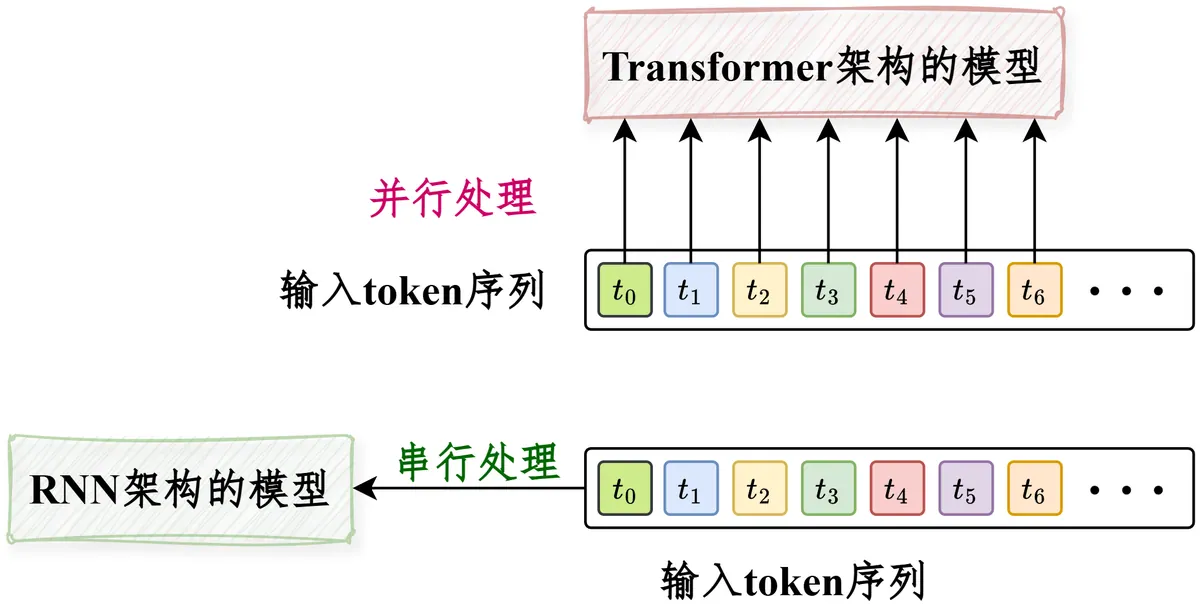 Transformer架构的模型
并行处理
输入token序列
t0 t1 t2 t3 t4 t5 t6 ...
串行处理
RNN架构的模型
t0 t1 t2 t3 t4 t5 t6 ...
输入token序列